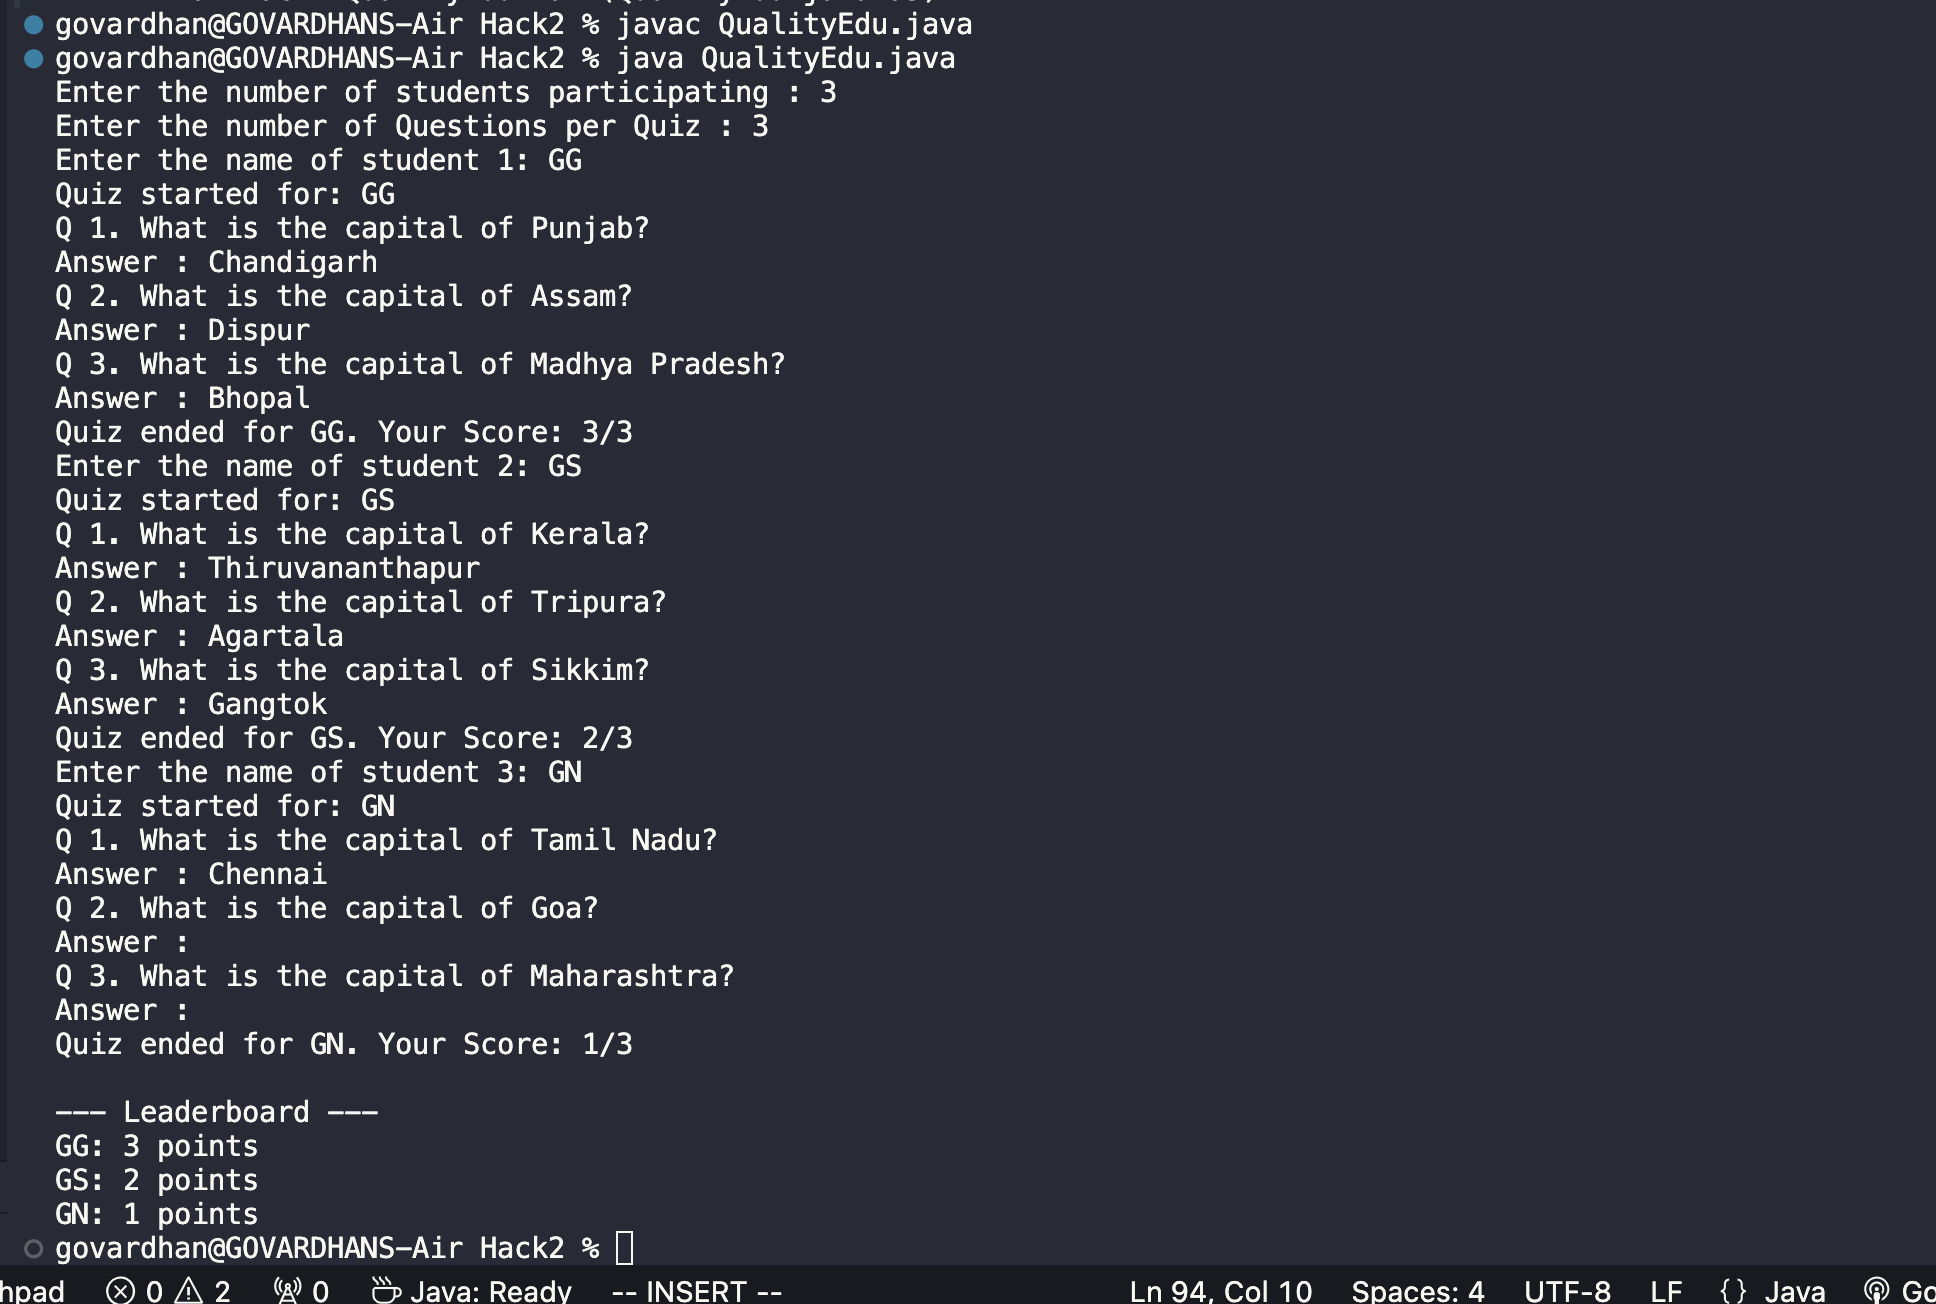 govardhan@GOVARDHANS-Air Hack2 % javac QualityEdu.java
govardhan@GOVARDHANS-Air Hack2 % java QualityEdu.java
Enter the number of students participating : 3
Enter the number of Questions per Quiz : 3
Enter the name of student 1: GG
Quiz started for: GG
Q 1. What is the capital of Punjab?
Answer : Chandigarh
Q 2. What is the capital of Assam?
Answer : Dispur
Q 3. What is the capital of Madhya Pradesh?
Answer : Bhopal
Quiz ended for GG. Your Score: 3/3
Enter the name of student 2: GS
Quiz started for: GS
Q 1. What is the capital of Kerala?
Answer : Thiruvananthapur
Q 2. What is the capital of Tripura?
Answer : Agartala
Q 3. What is the capital of Sikkim?
Answer : Gangtok
Quiz ended for GS. Your Score: 2/3
Enter the name of student 3: GN
Quiz started for: GN
Q 1. What is the capital of Tamil Nadu?
Answer : Chennai
Q 2. What is the capital of Goa?
Answer :
Q 3. What is the capital of Maharashtra?
Answer :
Quiz ended for GN. Your Score: 1/3
--- Leaderboard ---
GG: 3 points
GS: 2 points
GN: 1 points
govardhan@GOVARDHANS-Air Hack2 %
hpad 0 2 0 Java: Ready -- INSERT -- Ln 94, Col 10 Spaces: 4 UTF-8 LF {} Java Go